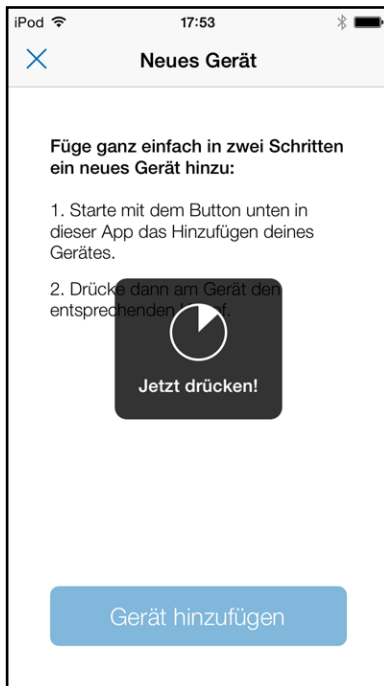 iPod 17:53
Neues Gerät
Füge ganz einfach in zwei Schritten
ein neues Gerät hinzu:
1. Starte mit dem Button unten in
dieser App das Hinzufügen deines
Gerätes.
2. Drücke dann am Gerät den
entsprechenden
Jetzt drücken!
Gerät hinzufügen